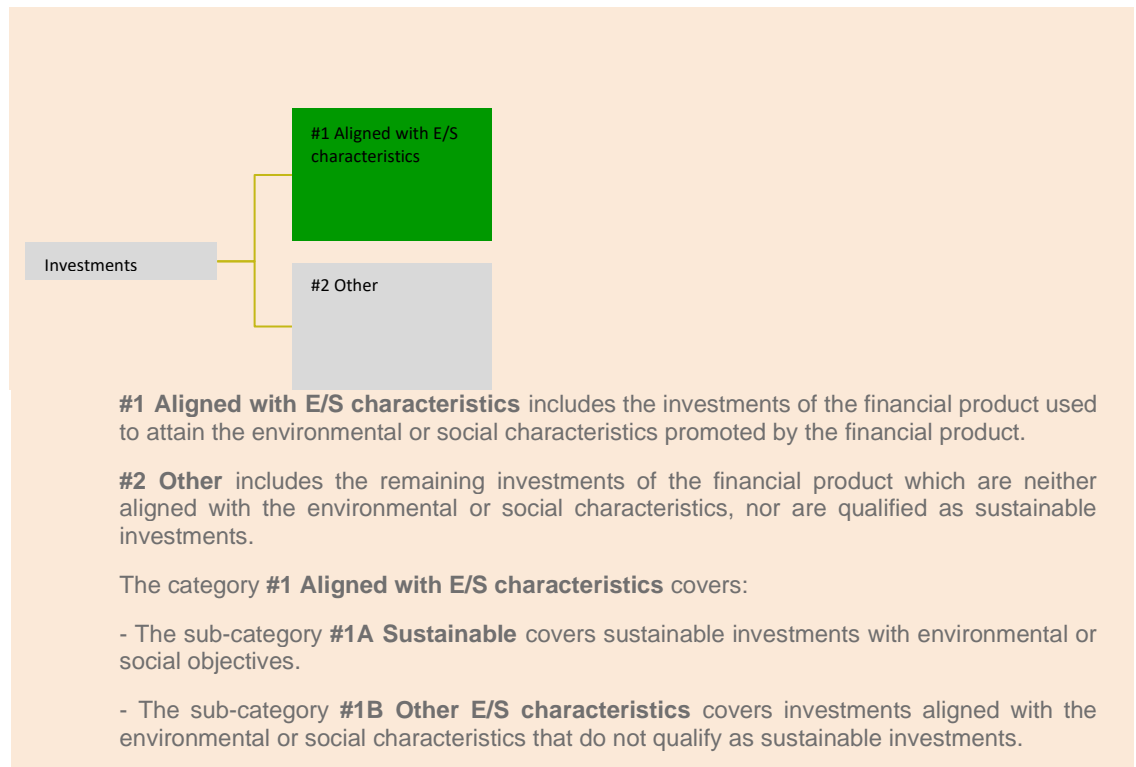 #1 Aligned with E/S
characteristics
Investments
#2 Other
#1 Aligned with E/S characteristics includes the investments of the financial product used
to attain the environmental or social characteristics promoted by the financial product.
#2 Other includes the remaining investments of the financial product which are neither
aligned with the environmental or social characteristics, nor are qualified as sustainable
investments.
The category #1 Aligned with E/S characteristics covers:
- The sub-category #1A Sustainable covers sustainable investments with environmental or
social objectives.
- The sub-category #1B Other E/S characteristics covers investments aligned with the
environmental or social characteristics that do not qualify as sustainable investments.